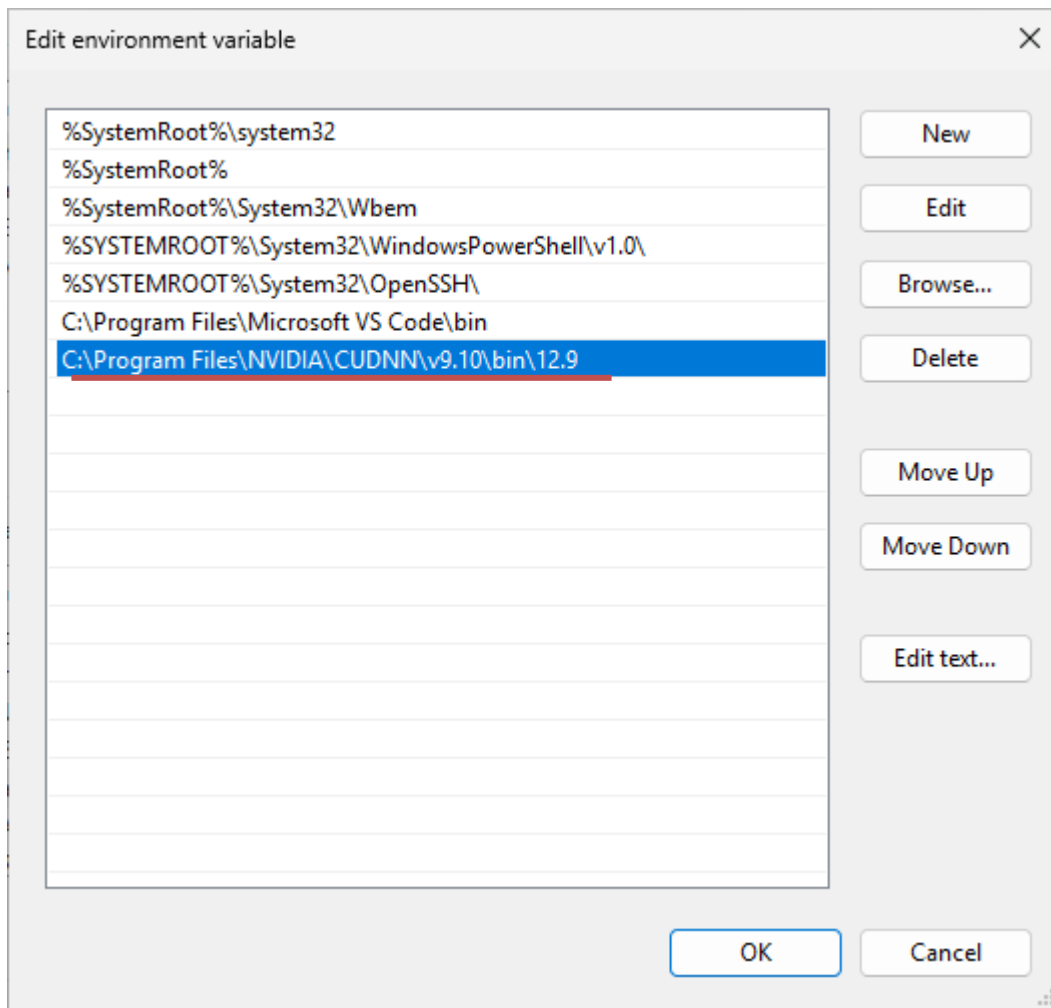 Edit environment variable
%SystemRoot%\system32
%SystemRoot%
%SystemRoot%\System32\Wbem
%SYSTEMROOT%\System32\WindowsPowerShell\v1.0\
%SYSTEMROOT%\System32\OpenSSH\
C:\Program Files\Microsoft VS Code\bin
C:\Program Files\NVIDIA\CUDNN\v9.10\bin\12.9
New
Edit
Browse...
Delete
Move Up
Move Down
Edit text...
OK
Cancel